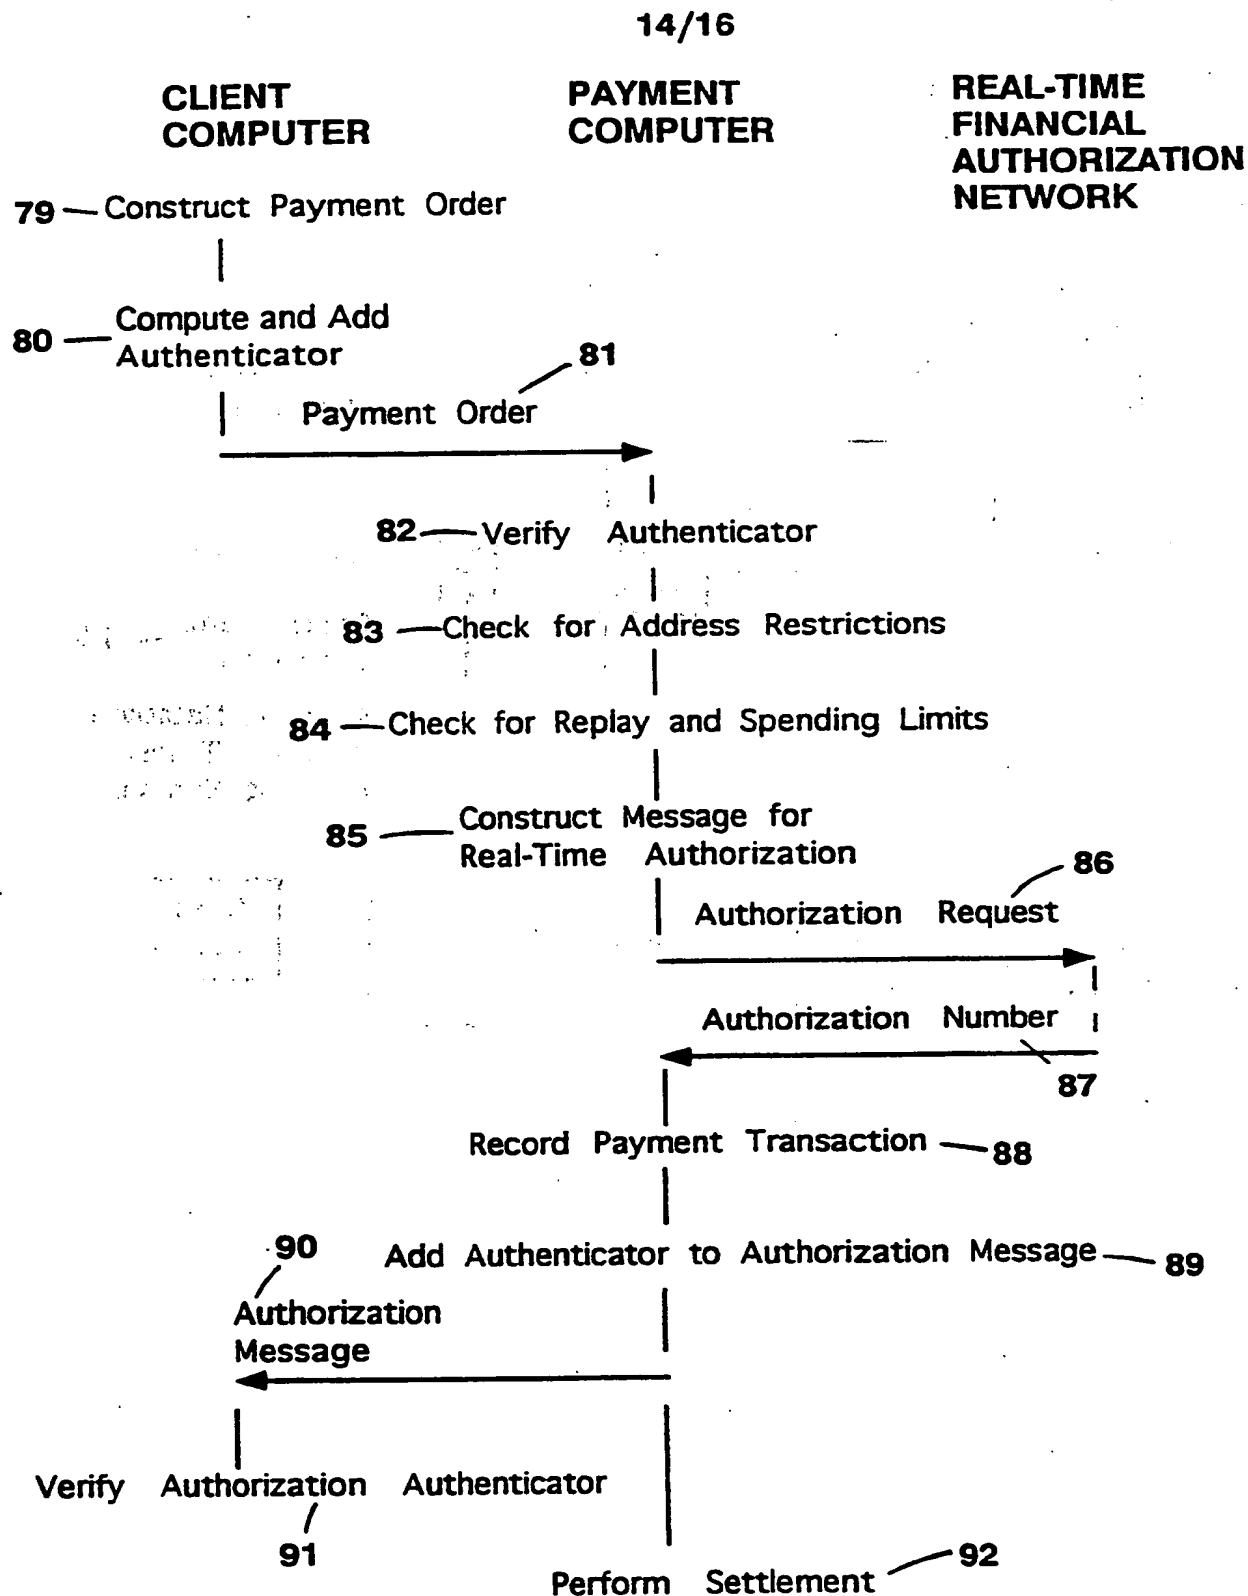 14/16
CLIENT
COMPUTER
PAYMENT
COMPUTER
REAL-TIME
FINANCIAL
AUTHORIZATION
NETWORK
79 Construct Payment Order
80 Compute and Add
Authenticator
81
Payment Order
82 Verify Authenticator
83 Check for Address Restrictions
84 Check for Replay and Spending Limits
85 Construct Message for
Real-Time Authorization
86
Authorization Request
Authorization Number
87
Record Payment Transaction 88
90
Add Authenticator to Authorization Message 89
Authorization
Message
Verify Authorization Authenticator
91
92
Perform Settlement